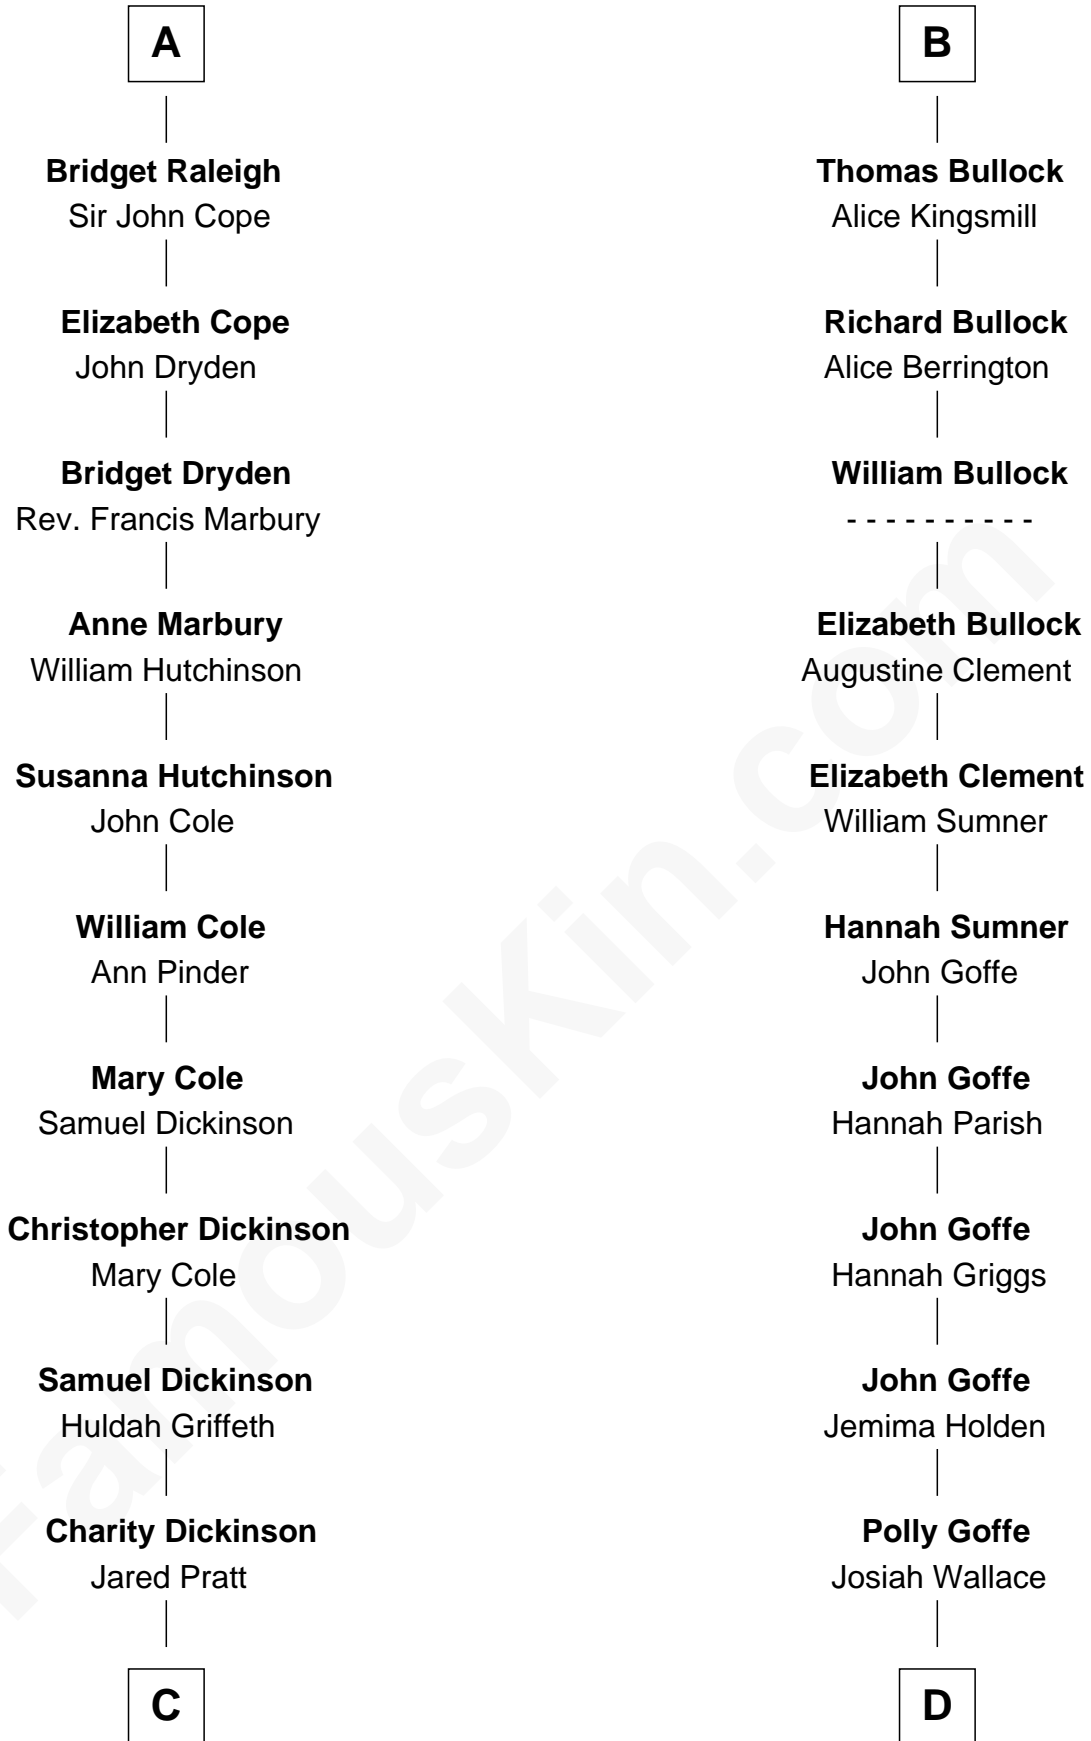 A
Bridget Raleigh
Sir John Cope
Elizabeth Cope
John Dryden
Bridget Dryden
Rev. Francis Marbury
Anne Marbury
William Hutchinson
Susanna Hutchinson
John Cole
William Cole
Ann Pinder
Mary Cole
Samuel Dickinson
Christopher Dickinson
Mary Cole
Samuel Dickinson
Huldah Griffeth
Charity Dickinson
Jared Pratt
C
B
Thomas Bullock
Alice Kingsmill
Richard Bullock
Alice Berrington
William Bullock
- - - - - - - - - -
Elizabeth Bullock
Augustine Clement
Elizabeth Clement
William Sumner
Hannah Sumner
John Goffe
John Goffe
Hannah Parish
John Goffe
Hannah Griggs
John Goffe
Jemima Holden
Polly Goffe
Josiah Wallace
D
FamousKin.com